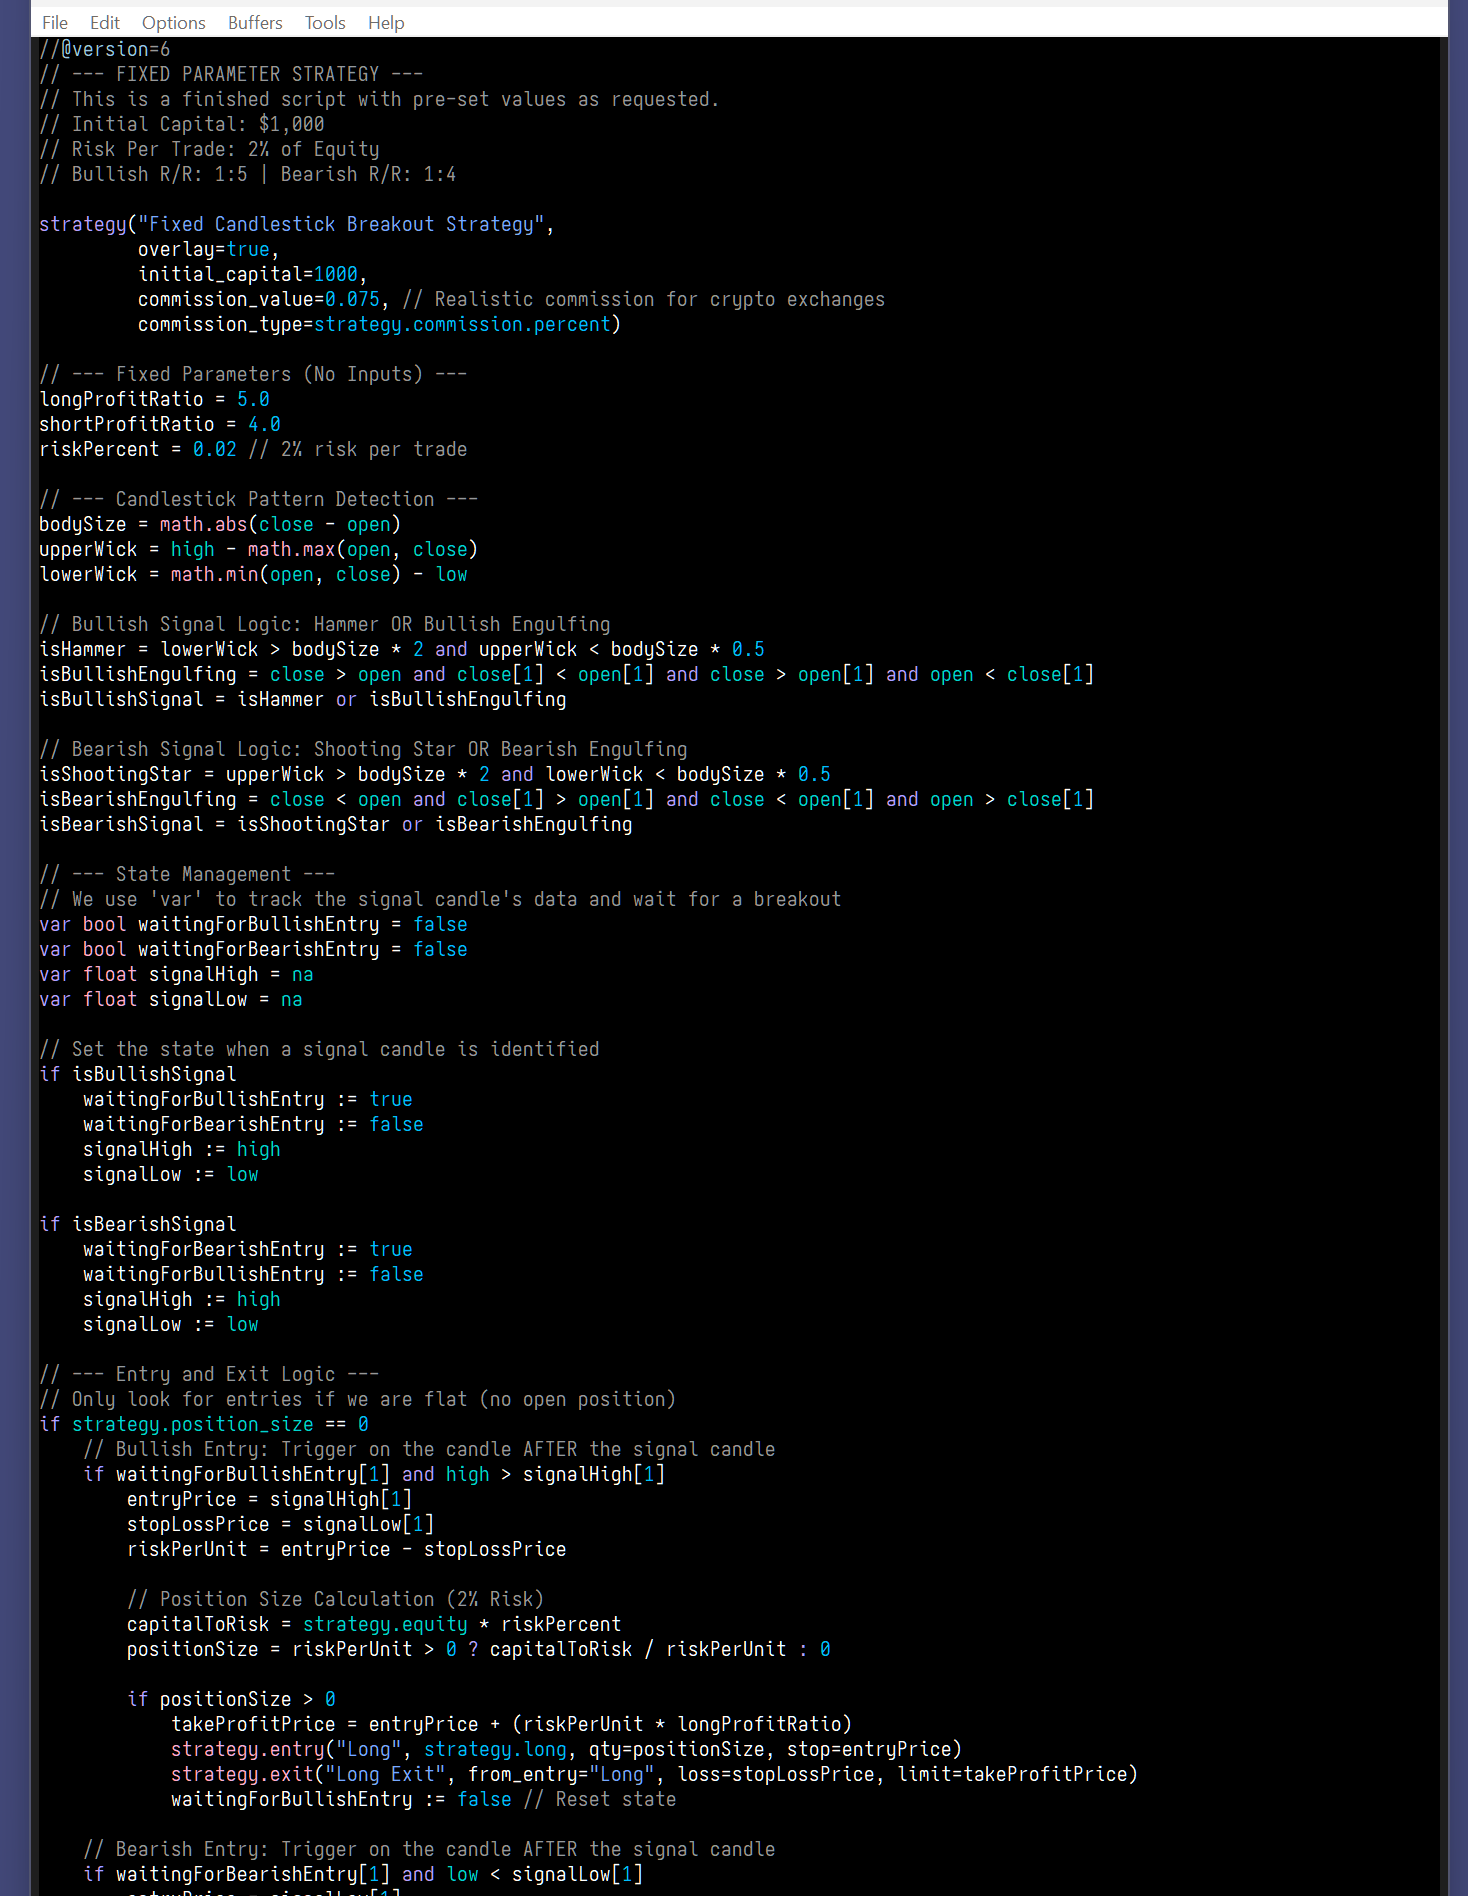 File Edit Options Buffers Tools Help
//@version=6
// --- FIXED PARAMETER STRATEGY ---
// This is a finished script with pre-set values as requested.
// Initial Capital: $1,000
// Risk Per Trade: 2% of Equity
// Bullish R/R: 1:5 | Bearish R/R: 1:4

strategy("Fixed Candlestick Breakout Strategy",
         overlay=true,
         initial_capital=1000,
         commission_value=0.075, // Realistic commission for crypto exchanges
         commission_type=strategy.commission.percent)

// --- Fixed Parameters (No Inputs) ---
longProfitRatio = 5.0
shortProfitRatio = 4.0
riskPercent = 0.02 // 2% risk per trade

// --- Candlestick Pattern Detection ---
bodySize = math.abs(close - open)
upperWick = high - math.max(open, close)
lowerWick = math.min(open, close) - low

// Bullish Signal Logic: Hammer OR Bullish Engulfing
isHammer = lowerWick > bodySize * 2 and upperWick < bodySize * 0.5
isBullishEngulfing = close > open and close[1] < open[1] and close > open[1] and open < close[1]
isBullishSignal = isHammer or isBullishEngulfing

// Bearish Signal Logic: Shooting Star OR Bearish Engulfing
isShootingStar = upperWick > bodySize * 2 and lowerWick < bodySize * 0.5
isBearishEngulfing = close < open and close[1] > open[1] and close < open[1] and open > close[1]
isBearishSignal = isShootingStar or isBearishEngulfing

// --- State Management ---
// We use 'var' to track the signal candle's data and wait for a breakout
var bool waitingForBullishEntry = false
var bool waitingForBearishEntry = false
var float signalHigh = na
var float signalLow = na

// Set the state when a signal candle is identified
if isBullishSignal
    waitingForBullishEntry := true
    waitingForBearishEntry := false
    signalHigh := high
    signalLow := low

if isBearishSignal
    waitingForBearishEntry := true
    waitingForBullishEntry := false
    signalHigh := high
    signalLow := low

// --- Entry and Exit Logic ---
// Only look for entries if we are flat (no open position)
if strategy.position_size == 0
    // Bullish Entry: Trigger on the candle AFTER the signal candle
    if waitingForBullishEntry[1] and high > signalHigh[1]
        entryPrice = signalHigh[1]
        stopLossPrice = signalLow[1]
        riskPerUnit = entryPrice - stopLossPrice

        // Position Size Calculation (2% Risk)
        capitalToRisk = strategy.equity * riskPercent
        positionSize = riskPerUnit > 0 ? capitalToRisk / riskPerUnit : 0

        if positionSize > 0
            takeProfitPrice = entryPrice + (riskPerUnit * longProfitRatio)
            strategy.entry("Long", strategy.long, qty=positionSize, stop=entryPrice)
            strategy.exit("Long Exit", from_entry="Long", loss=stopLossPrice, limit=takeProfitPrice)
            waitingForBullishEntry := false // Reset state

    // Bearish Entry: Trigger on the candle AFTER the signal candle
    if waitingForBearishEntry[1] and low < signalLow[1]